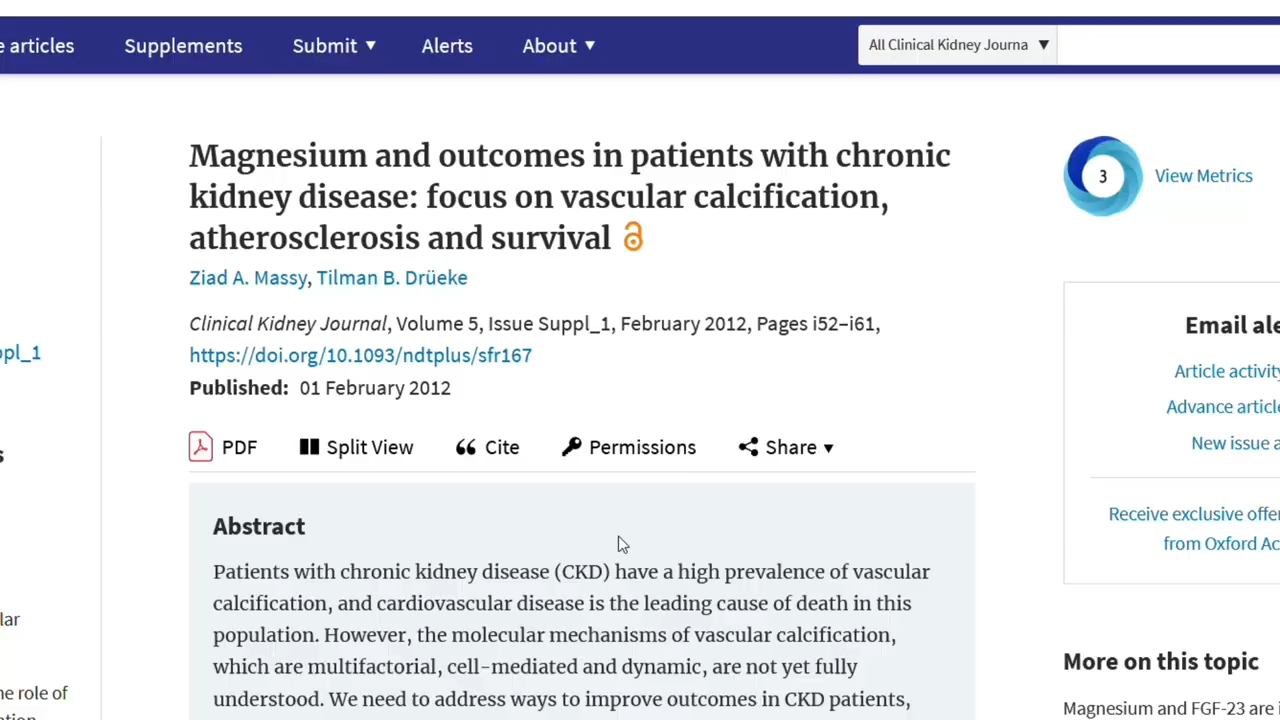 e articles Supplements Submit ▼ Alerts About ▼ All Clinical Kidney Journa ▼
Magnesium and outcomes in patients with chronic
kidney disease: focus on vascular calcification,
atherosclerosis and survival
Ziad A. Massy, Tilman B. Drüeke
Clinical Kidney Journal, Volume 5, Issue Suppl_1, February 2012, Pages i52–i61,
https://doi.org/10.1093/ndtplus/sfr167
Published: 01 February 2012
PDF Split View Cite Permissions Share ▼
Abstract
Patients with chronic kidney disease (CKD) have a high prevalence of vascular
calcification, and cardiovascular disease is the leading cause of death in this
population. However, the molecular mechanisms of vascular calcification,
which are multifactorial, cell-mediated and dynamic, are not yet fully
understood. We need to address ways to improve outcomes in CKD patients,
ppl_1
s
lar
he role of
3 View Metrics
Email ale
Article activity
Advance article
New issue a
Receive exclusive offer
from Oxford Ac
More on this topic
Magnesium and FGF-23 are i